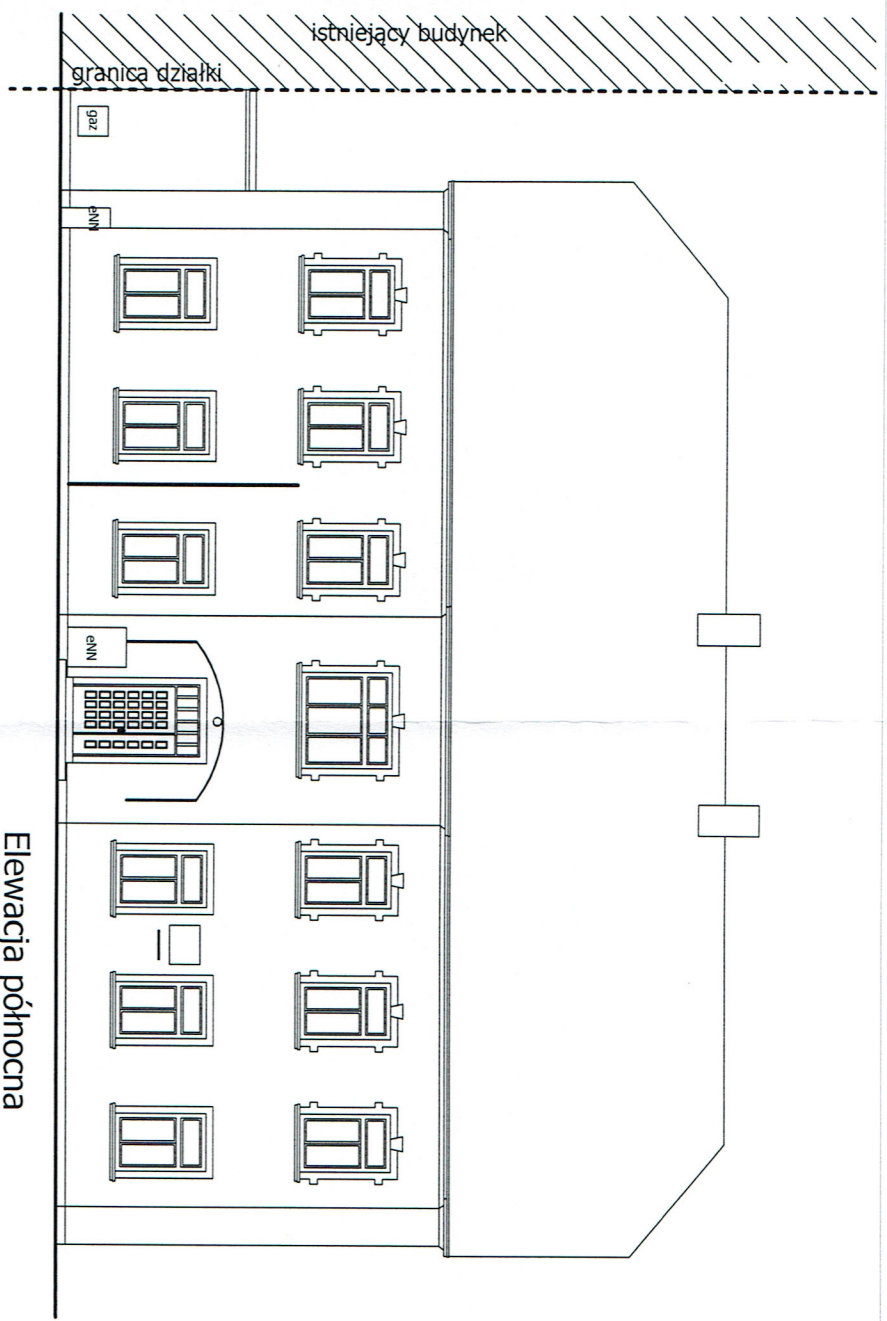 istniejący budynek
granica działki
gaz
eNN
eNN
Elewacja północna